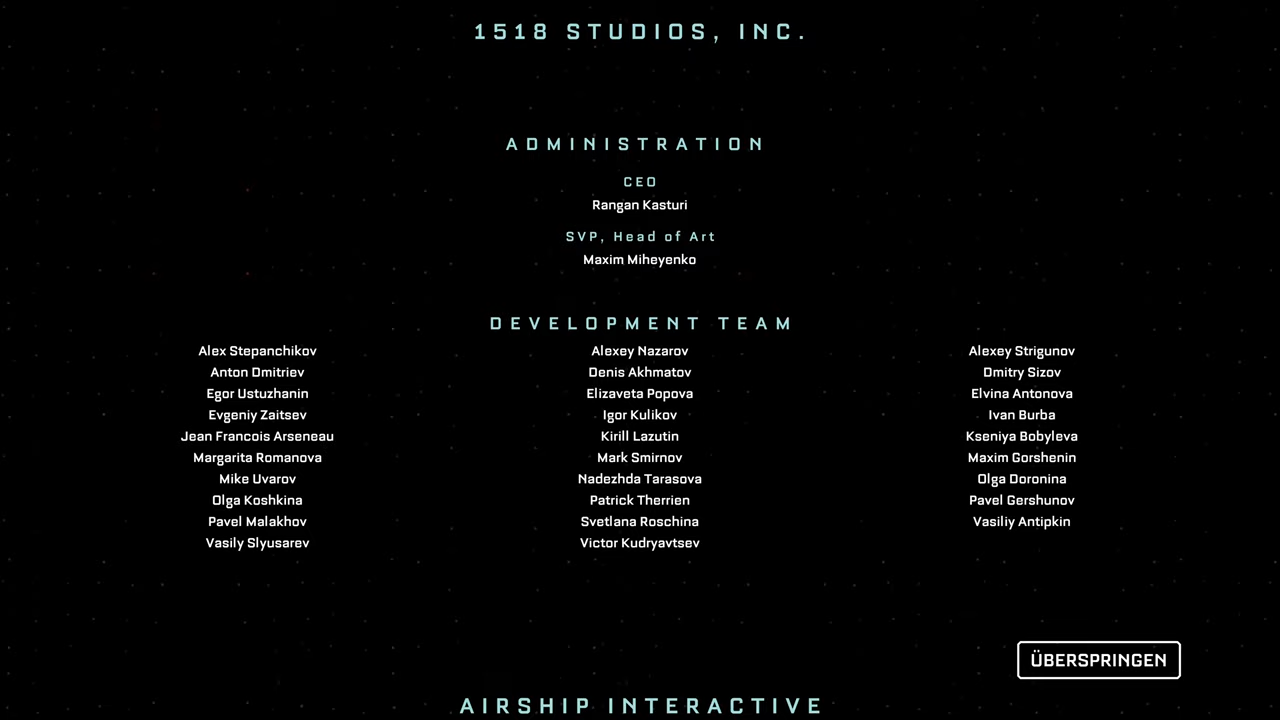 1518 STUDIOS, INC.
ADMINISTRATION
CEO
Rangan Kasturi
SVP, Head of Art
Maxim Miheyenko
DEVELOPMENT TEAM
Alex Stepanchikov Alexey Nazarov Alexey Strigunov
Anton Dmitriev Denis Akhmatov Dmitry Sizov
Egor Ustuzhanin Elizaveta Popova Elvina Antonova
Evgeniy Zaitsev Igor Kulikov Ivan Burba
Jean Francois Arseneau Kirill Lazutin Kseniya Bobyleva
Margarita Romanova Mark Smirnov Maxim Gorshenin
Mike Uvarov Nadezhda Tarasova Olga Doronina
Olga Koshkina Patrick Therrien Pavel Gershunov
Pavel Malakhov Svetlana Roschina Vasiliy Antipkin
Vasily Slyusarev Victor Kudryavtsev
ÜBERSPRINGEN
AIRSHIP INTERACTIVE